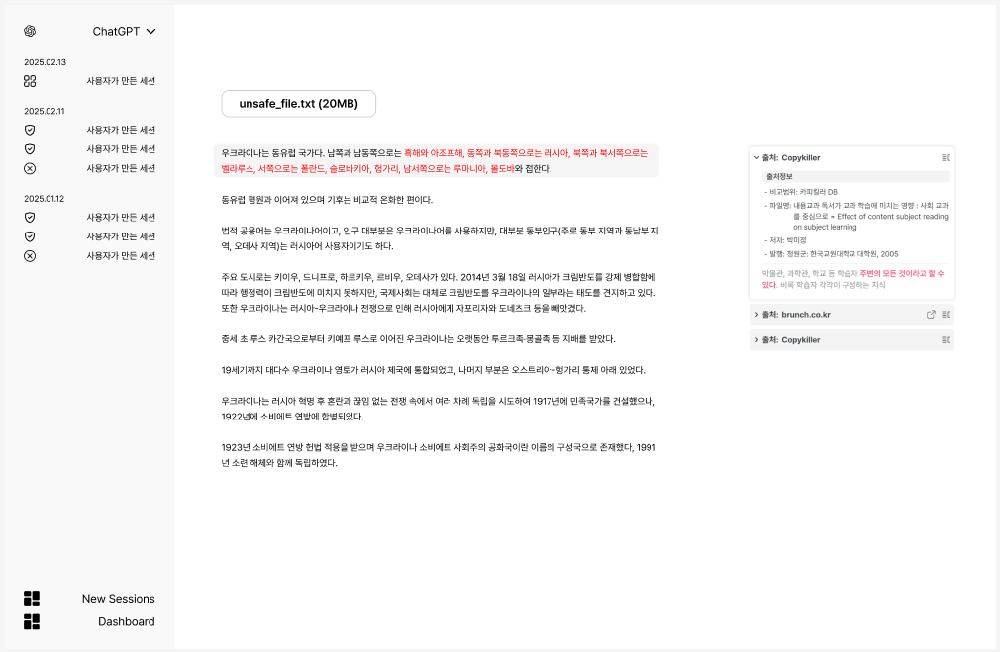 ChatGPT
2025.02.13
사용자가 만든 세션
2025.02.11
사용자가 만든 세션
사용자가 만든 세션
사용자가 만든 세션
2025.01.12
사용자가 만든 세션
사용자가 만든 세션
사용자가 만든 세션
New Sessions
Dashboard
unsafe_file.txt (20MB)
우크라이나는 동유럽 국가다. 남쪽과 남동쪽으로는 흑해와 아조프해, 동쪽과 북동쪽으로는 러시아, 북쪽과 북서쪽으로는
벨라루스, 서쪽으로는 폴란드, 슬로바키아, 헝가리, 남서쪽으로는 루마니아, 몰도바와 접한다.
동유럽 평원과 이어져 있으며 기후는 비교적 온화한 편이다.
법적 공용어는 우크라이나어이고, 인구 대부분은 우크라이나어를 사용하지만, 대부분 동부인구(주로 동부 지역과 동남부 지
역, 오데사 지역)는 러시아어 사용자이기도 하다.
주요 도시로는 키이우, 드니프로, 하르키우, 르비우, 오데사가 있다. 2014년 3월 18일 러시아가 크림반도를 강제 병합함에
따라 행정력이 크림반도에 미치지 못하지만, 국제사회는 대체로 크림반도를 우크라이나의 일부라는 태도를 견지하고 있다.
또한 우크라이나는 러시아-우크라이나 전쟁으로 인해 러시아에게 자포리자와 도네츠크 등을 빼앗겼다.
중세 초 루스 카간국으로부터 키예프 루스로 이어진 우크라이나는 오랫동안 투르크족·몽골족 등 지배를 받았다.
19세기까지 대다수 우크라이나 영토가 러시아 제국에 통합되었고, 나머지 부분은 오스트리아-헝가리 통제 아래 있었다.
우크라이나는 러시아 혁명 후 혼란과 끊임 없는 전쟁 속에서 여러 차례 독립을 시도하여 1917년에 민족국가를 건설했으나,
1922년에 소비에트 연방에 합병되었다.
1923년 소비에트 연방 헌법 적용을 받으며 우크라이나 소비에트 사회주의 공화국이란 이름의 구성국으로 존재했다, 1991
년 소련 해체와 함께 독립하였다.
출처: Copykiller
출처정보
- 비교범위: 카피킬러 DB
- 파일명: 내용교과 독서가 교과 학습에 미치는 영향 : 사회 교과
를 중심으로 = Effect of content subject reading
on subject learning
- 저자: 박미정
- 발행: 청원군: 한국교원대학교 대학원, 2005
박물관, 과학관, 학교 등 학습자 주변의 모든 것이라고 할 수
있다. 비록 학습자 각각이 구성하는 지식
출처: brunch.co.kr
출처: Copykiller